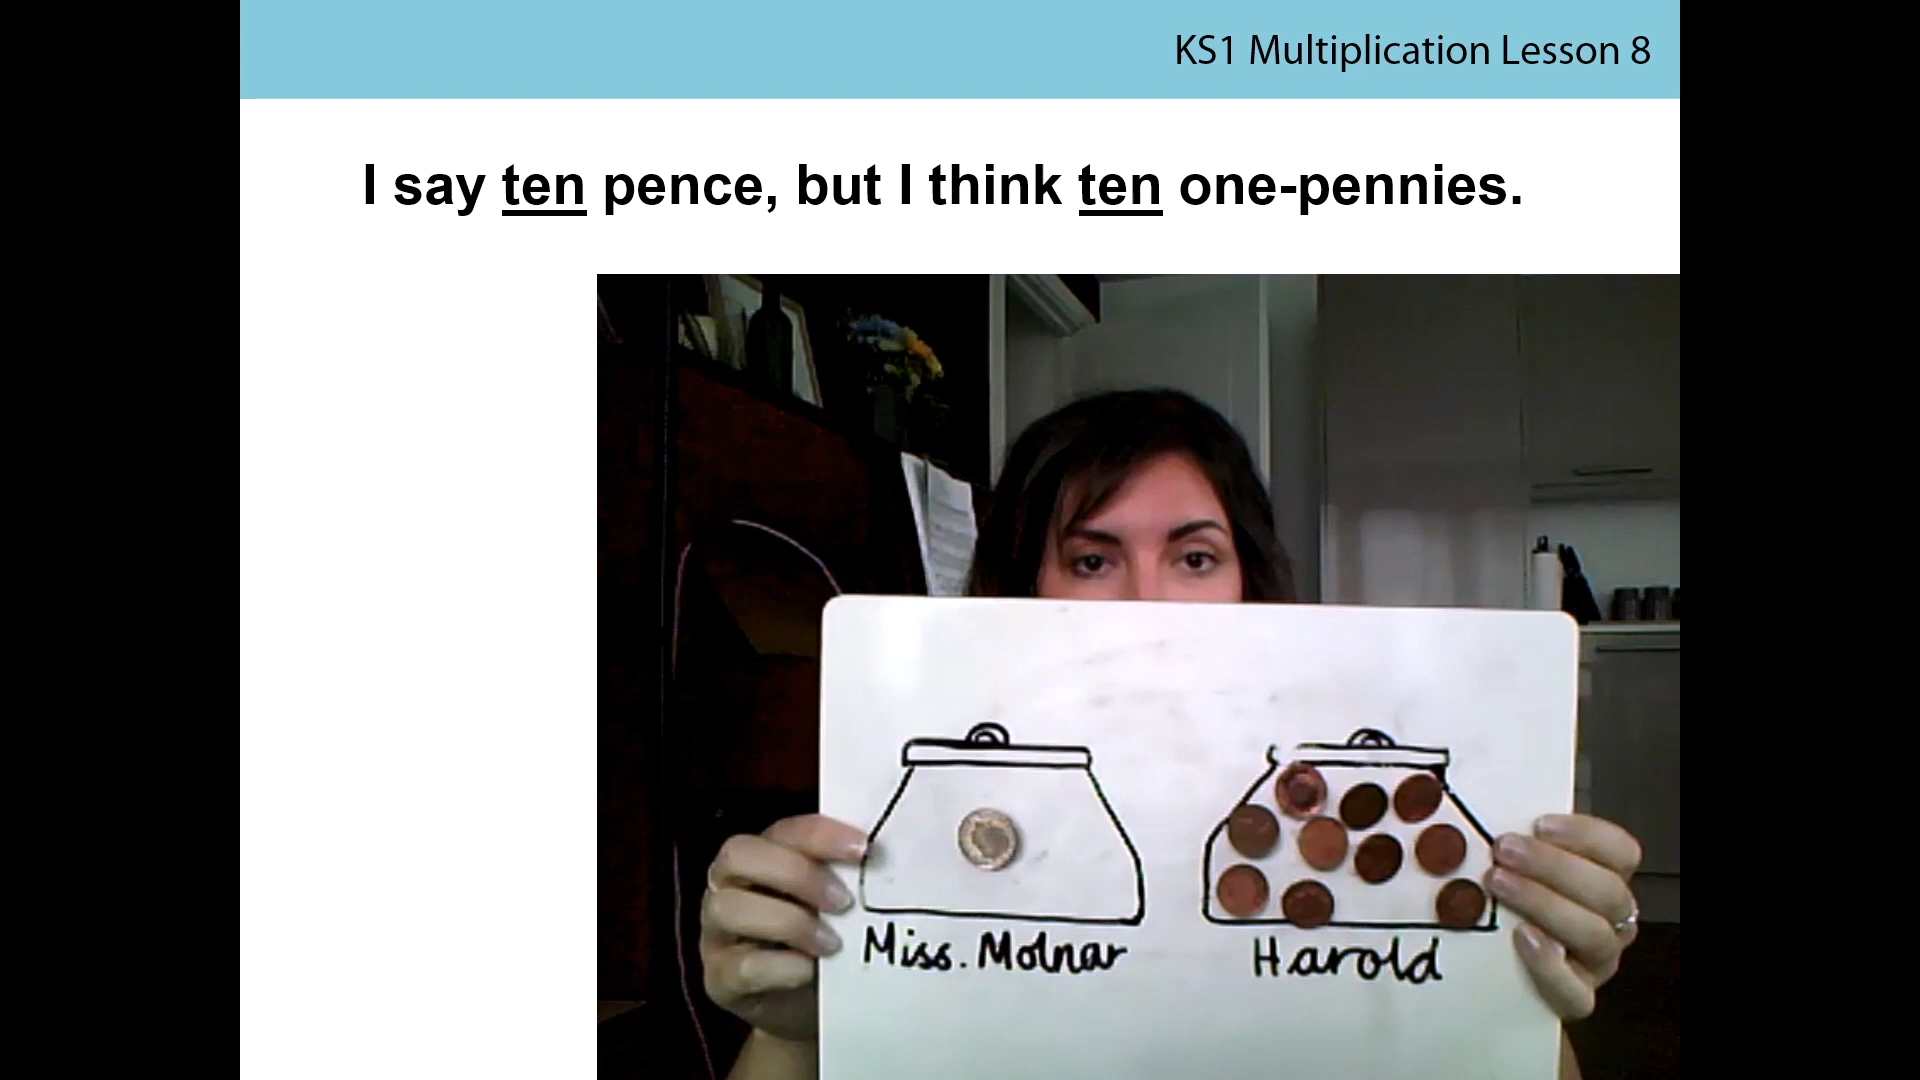 KS1 Multiplication Lesson 8
I say ten pence, but I think ten one-pennies.
Miss. Molnar
Harold